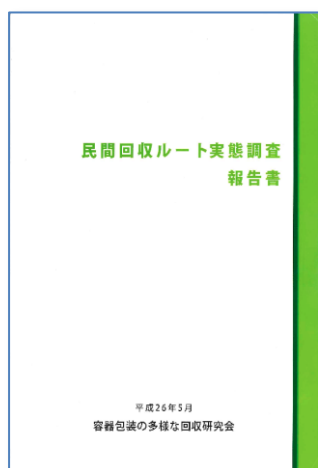 民間回収ルート実態調査
報告書
平成26年5月
容器包装の多様な回収研究会